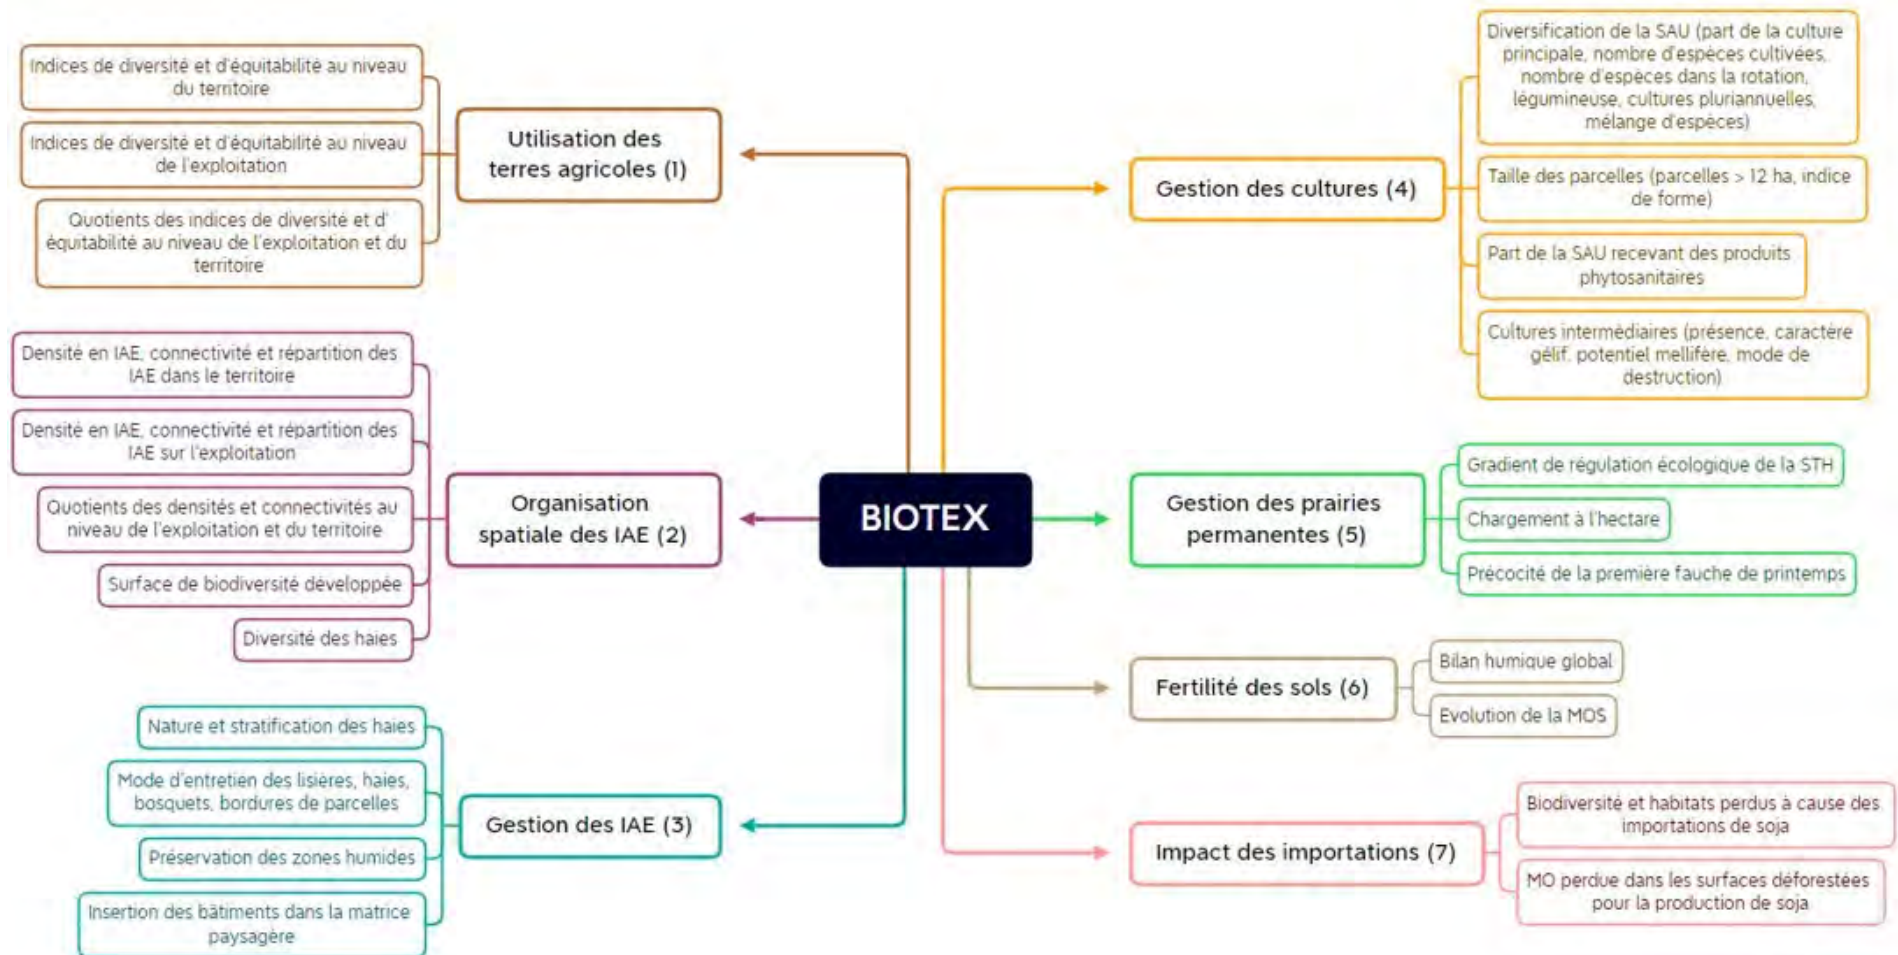 Indices de diversité et d'équitabilité au niveau
du territoire
Indices de diversité et d'équitabilité au niveau
de l'exploitation
Quotients des indices de diversité et d'
équitabilité au niveau de l'exploitation et du
territoire
Utilisation des
terres agricoles (1)
Densité en IAE, connectivité et répartition des
IAE dans le territoire
Densité en IAE, connectivité et répartition des
IAE sur l'exploitation
Quotients des densités et connectivités au
niveau de l'exploitation et du territoire
Surface de biodiversité développée
Diversité des haies
Organisation
spatiale des IAE (2)
Nature et stratification des haies
Mode d'entretien des lisières, haies,
bosquets, bordures de parcelles
Préservation des zones humides
Insertion des bâtiments dans la matrice
paysagère
Gestion des IAE (3)
BIOTEX
Gestion des cultures (4)
Diversification de la SAU (part de la culture
principale, nombre d'espèces cultivées,
nombre d'espèces dans la rotation,
légumineuse, cultures pluriannuelles,
mélange d'espèces)
Taille des parcelles (parcelles > 12 ha, indice
de forme)
Part de la SAU recevant des produits
phytosanitaires
Cultures intermédiaires (présence, caractère
gélif, potentiel mellifère, mode de
destruction)
Gestion des prairies
permanentes (5)
Gradient de régulation écologique de la STH
Chargement à l'hectare
Précocité de la première fauche de printemps
Fertilité des sols (6)
Bilan humique global
Evolution de la MOS
Impact des importations (7)
Biodiversité et habitats perdus à cause des
importations de soja
MO perdue dans les surfaces déforestées
pour la production de soja